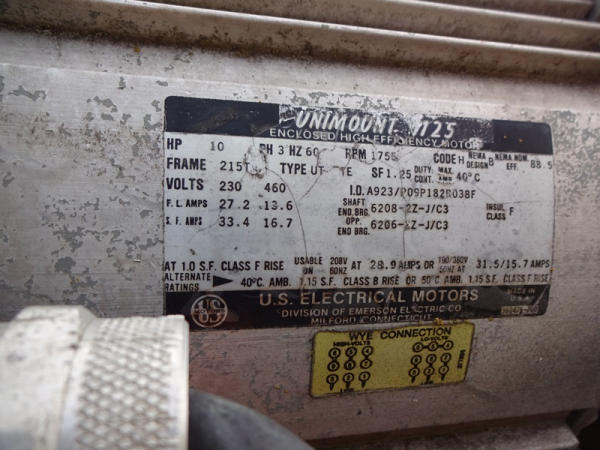 UNIMOUNT 125
ENCLOSED HIGH EFFICIENCY MOTOR
HP 10 PH 3 HZ 60 RPM 1755 CODE H NEMA DESIGN B NEMA NOM. EFF. 88.5
FRAME 215T TYPE UT TE SF 1.25 DUTY CONT. MAX. AMB 40°C
VOLTS 230 460 I.D. A923/P09P182R038F
F.L. AMPS 27.2 13.6 SHAFT END BRG. 6208-2Z-J/C3 INSUL CLASS F
S.F. AMPS 33.4 16.7 OPP. END BRG. 6206-2Z-J/C3
AT 1.0 S.F. CLASS F RISE USABLE ON 208V 60HZ AT 28.9 AMPS OR 190/380V 50HZ AT 31.5/15.7 AMPS
ALTERNATE RATINGS 40°C AMB. 1.15 S.F. CLASS B RISE OR 50°C AMB. 1.15 S.F. CLASS F RISE
U.S. ELECTRICAL MOTORS
MADE IN U.S.A.
US
DIVISION OF EMERSON ELECTRIC CO
MILFORD, CONNECTICUT
WYE CONNECTION
HIGH-VOLTS LO-VOLTS